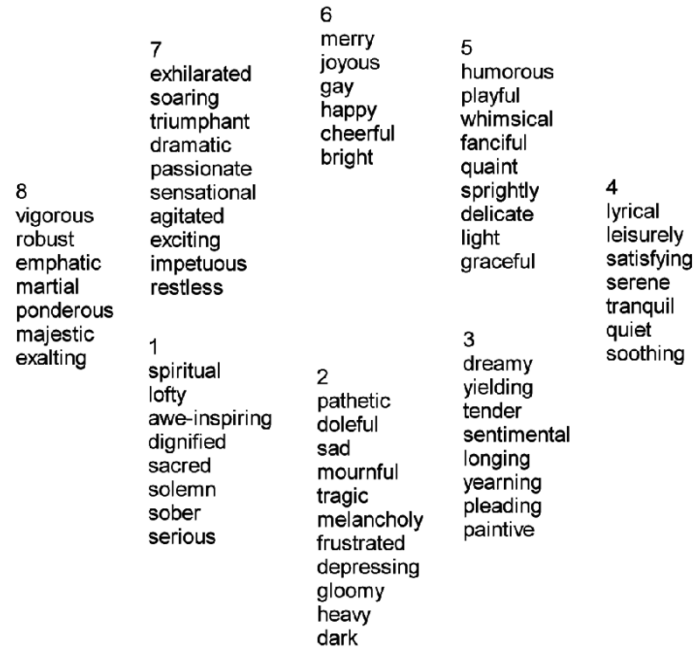 6
merry
joyous
gay
happy
cheerful
bright
7
exhilarated
soaring
triumphant
dramatic
passionate
sensational
agitated
exciting
impetuous
restless
5
humorous
playful
whimsical
fanciful
quaint
sprightly
delicate
light
graceful
8
vigorous
robust
emphatic
martial
ponderous
majestic
exalting
4
lyrical
leisurely
satisfying
serene
tranquil
quiet
soothing
1
spiritual
lofty
awe-inspiring
dignified
sacred
solemn
sober
serious
2
pathetic
doleful
sad
mournful
tragic
melancholy
frustrated
depressing
gloomy
heavy
dark
3
dreamy
yielding
tender
sentimental
longing
yearning
pleading
paintive